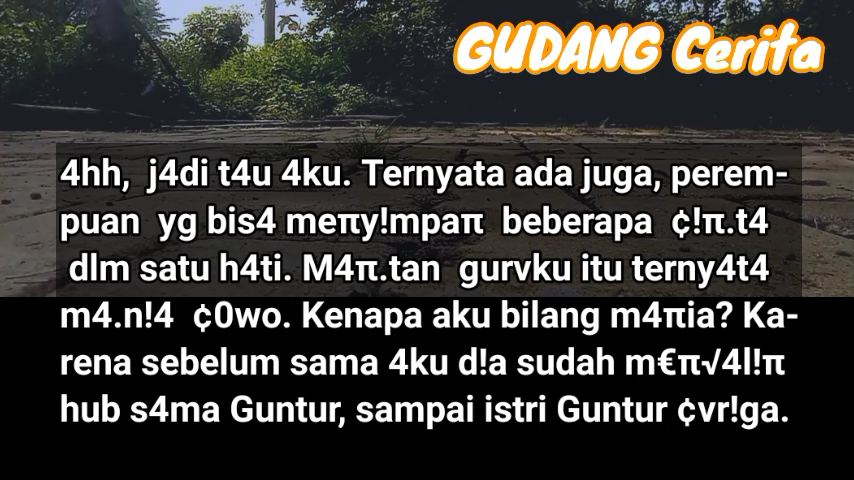 GUDANG Cerita
4hh, j4di t4u 4ku. Ternyata ada juga, perem-
puan yg bis4 meπy!mpaπ beberapa ¢!π.t4
dlm satu h4ti. M4π.tan gurvku itu terny4t4
m4.n!4 ¢0wo. Kenapa aku bilang m4πia? Ka-
rena sebelum sama 4ku d!a sudah m€π√4l!π
hub s4ma Guntur, sampai istri Guntur ¢vr!ga.